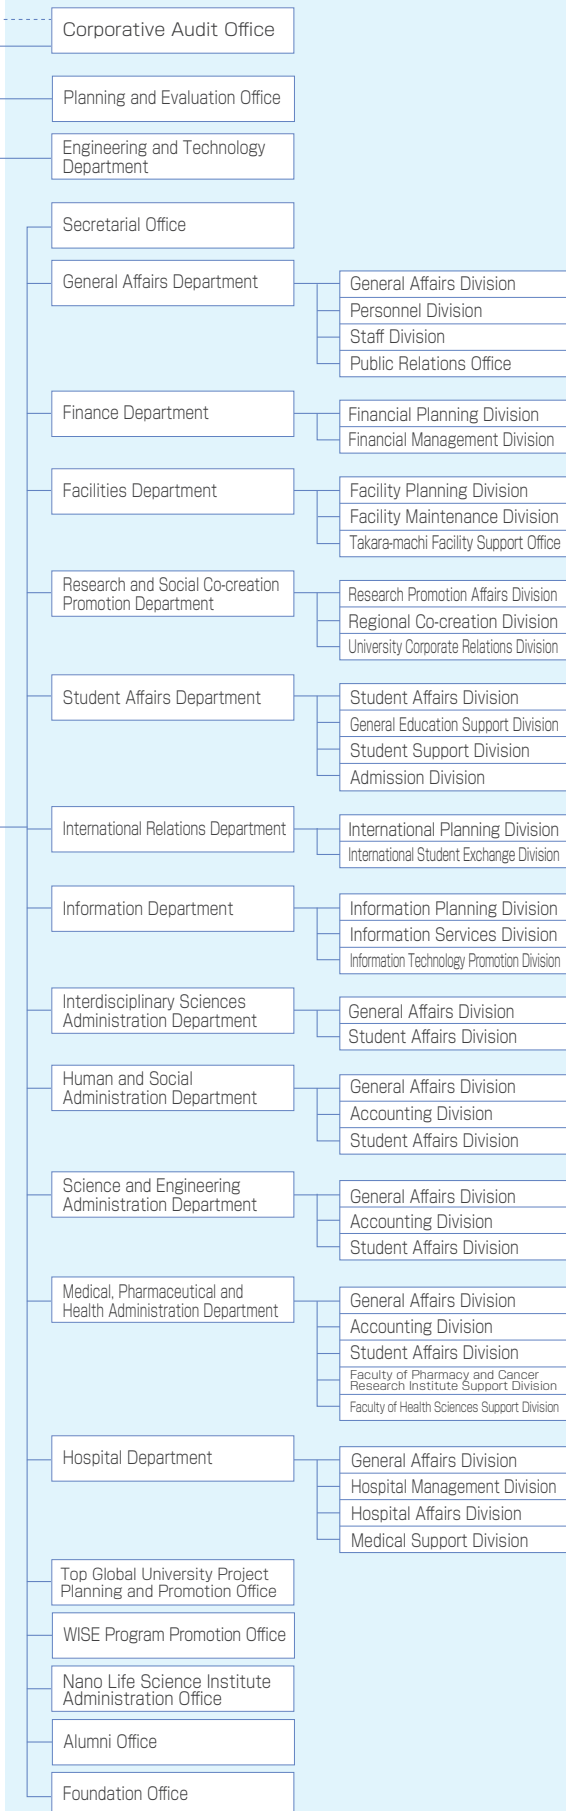 Corporative Audit Office
Planning and Evaluation Office
Engineering and Technology
Department
Secretarial Office
General Affairs Department
General Affairs Division
Personnel Division
Staff Division
Public Relations Office
Finance Department
Financial Planning Division
Financial Management Division
Facilities Department
Facility Planning Division
Facility Maintenance Division
Takara-machi Facility Support Office
Research and Social Co-creation
Promotion Department
Research Promotion Affairs Division
Regional Co-creation Division
University Corporate Relations Division
Student Affairs Department
Student Affairs Division
General Education Support Division
Student Support Division
Admission Division
International Relations Department
International Planning Division
International Student Exchange Division
Information Department
Information Planning Division
Information Services Division
Information Technology Promotion Division
Interdisciplinary Sciences
Administration Department
General Affairs Division
Student Affairs Division
Human and Social
Administration Department
General Affairs Division
Accounting Division
Student Affairs Division
Science and Engineering
Administration Department
General Affairs Division
Accounting Division
Student Affairs Division
Medical, Pharmaceutical and
Health Administration Department
General Affairs Division
Accounting Division
Student Affairs Division
Faculty of Pharmacy and Cancer
Research Institute Support Division
Faculty of Health Sciences Support Division
Hospital Department
General Affairs Division
Hospital Management Division
Hospital Affairs Division
Medical Support Division
Top Global University Project
Planning and Promotion Office
WISE Program Promotion Office
Nano Life Science Institute
Administration Office
Alumni Office
Foundation Office